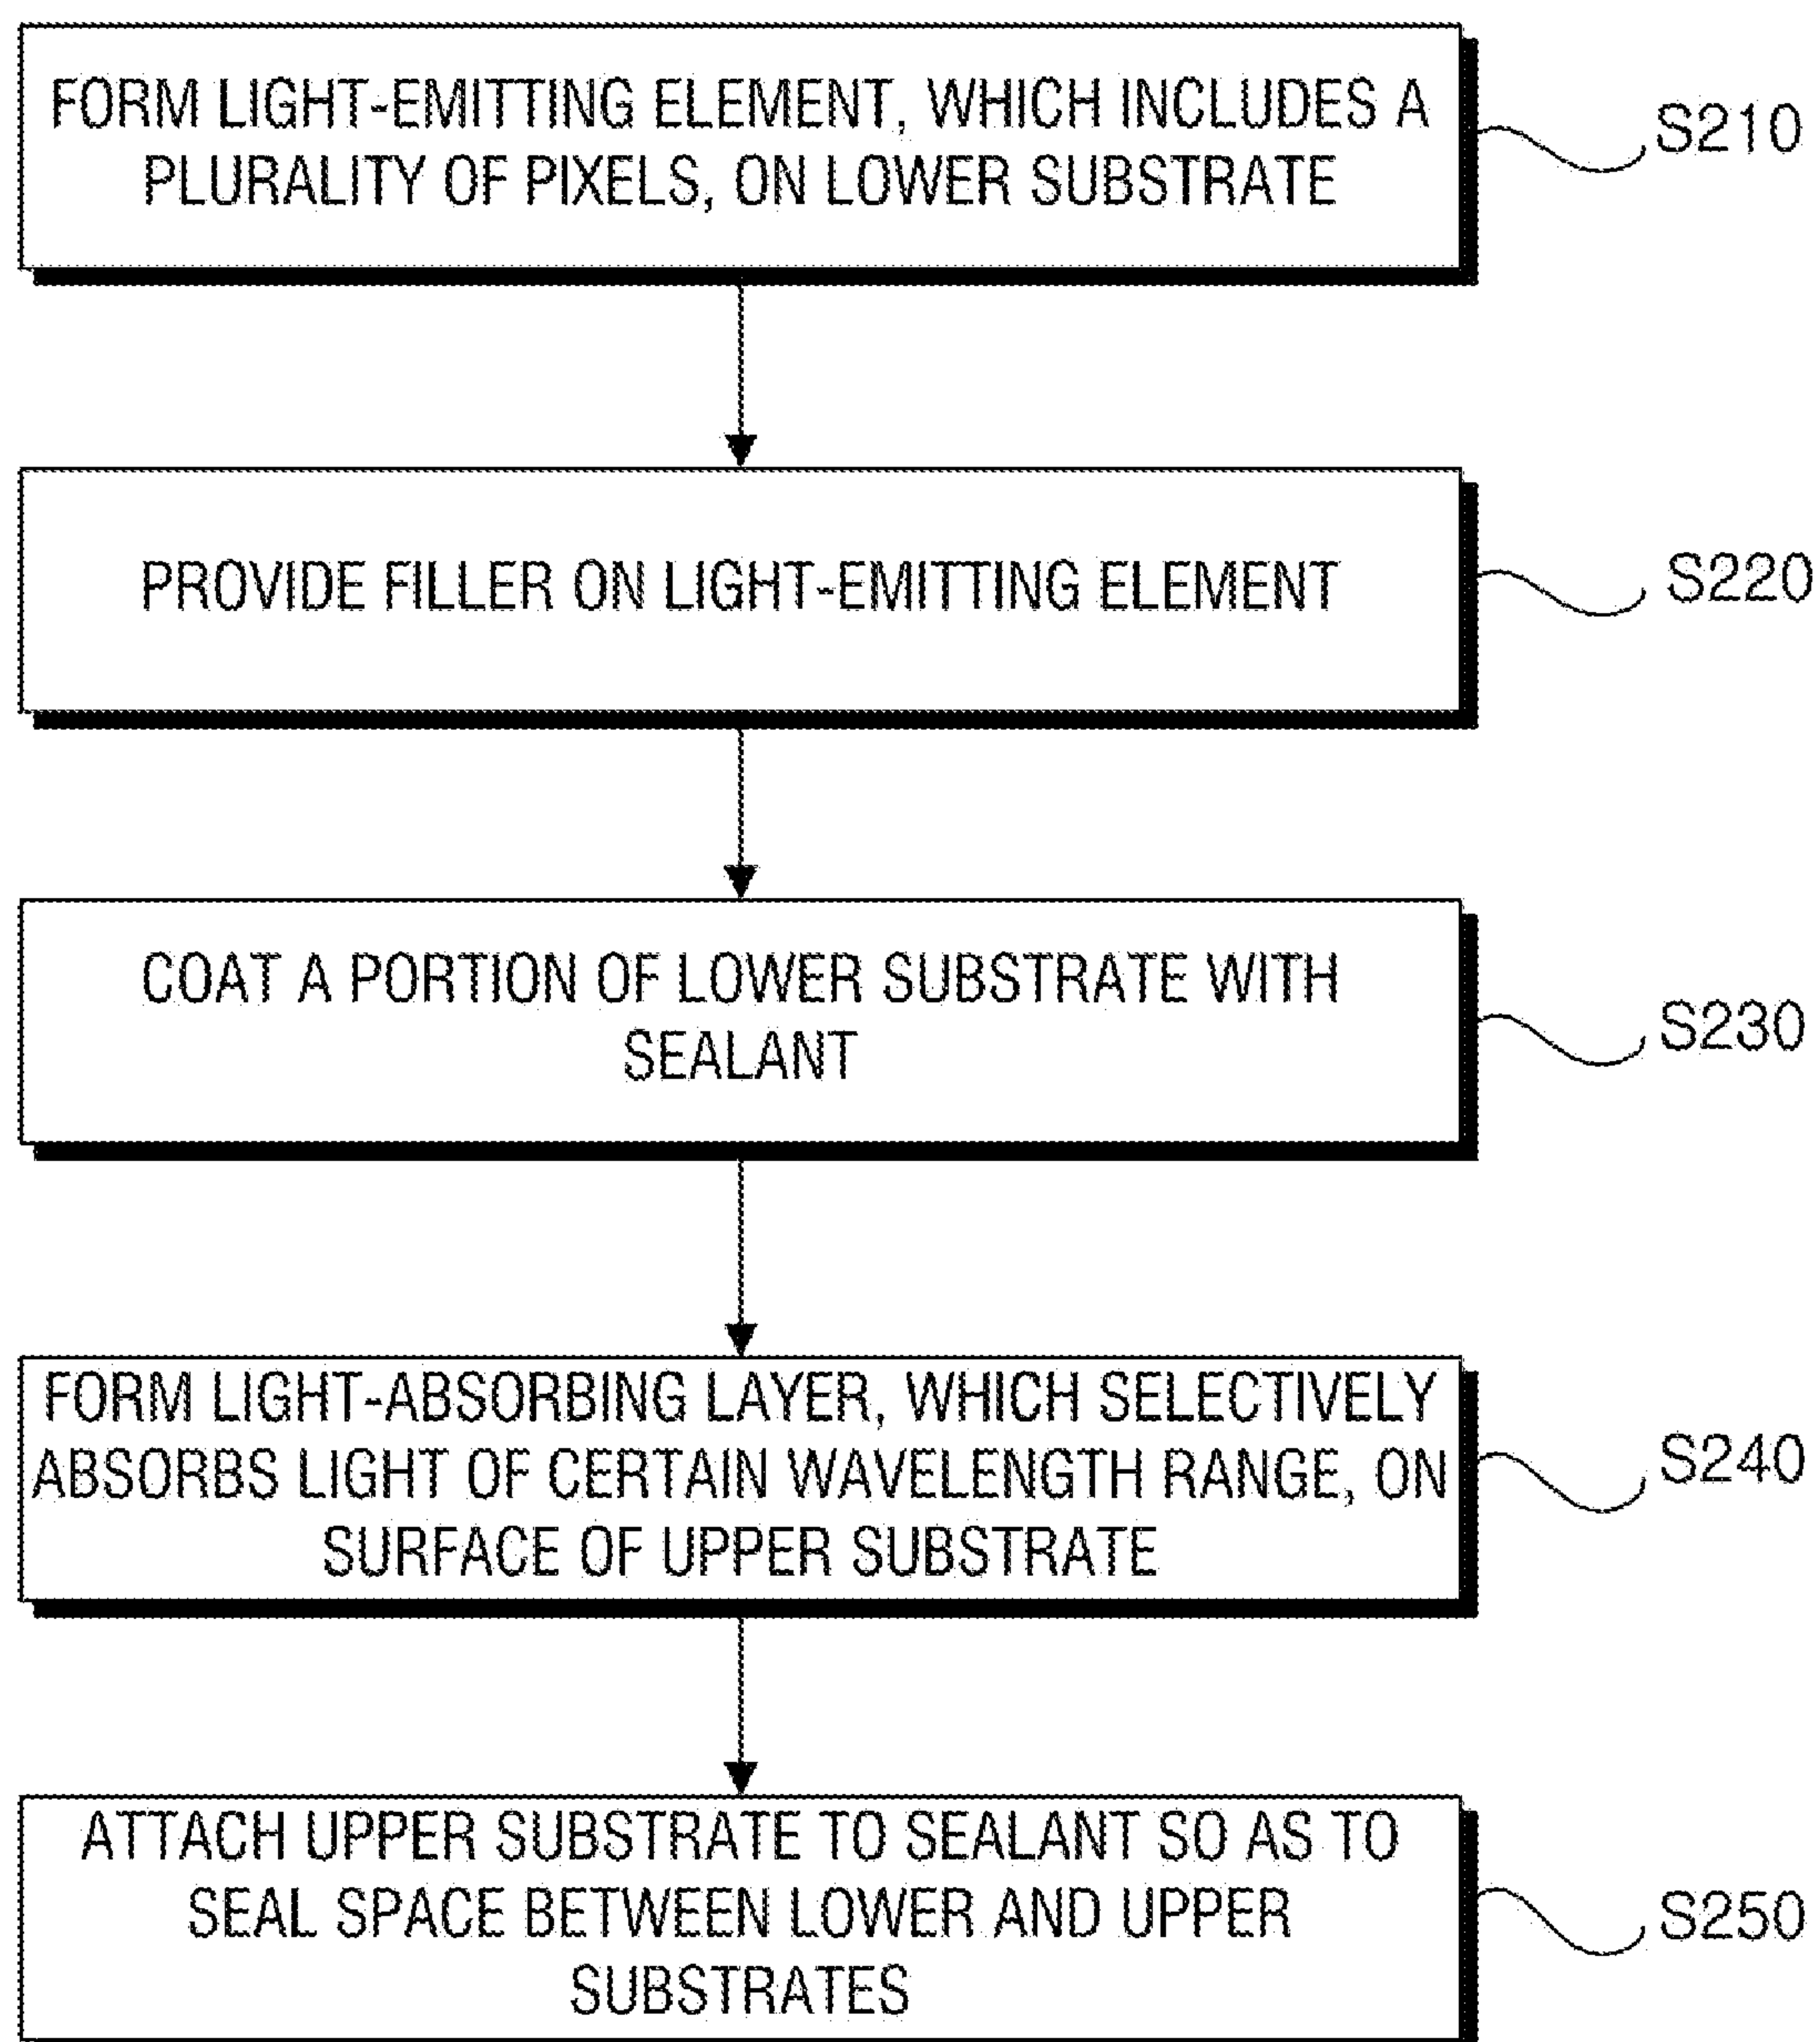 FORM LIGHT-EMITTING ELEMENT, WHICH INCLUDES A
PLURALITY OF PIXELS, ON LOWER SUBSTRATE
S210
PROVIDE FILLER ON LIGHT-EMITTING ELEMENT
S220
COAT A PORTION OF LOWER SUBSTRATE WITH
SEALANT
S230
FORM LIGHT-ABSORBING LAYER, WHICH SELECTIVELY
ABSORBS LIGHT OF CERTAIN WAVELENGTH RANGE, ON
SURFACE OF UPPER SUBSTRATE
S240
ATTACH UPPER SUBSTRATE TO SEALANT SO AS TO
SEAL SPACE BETWEEN LOWER AND UPPER
SUBSTRATES
S250